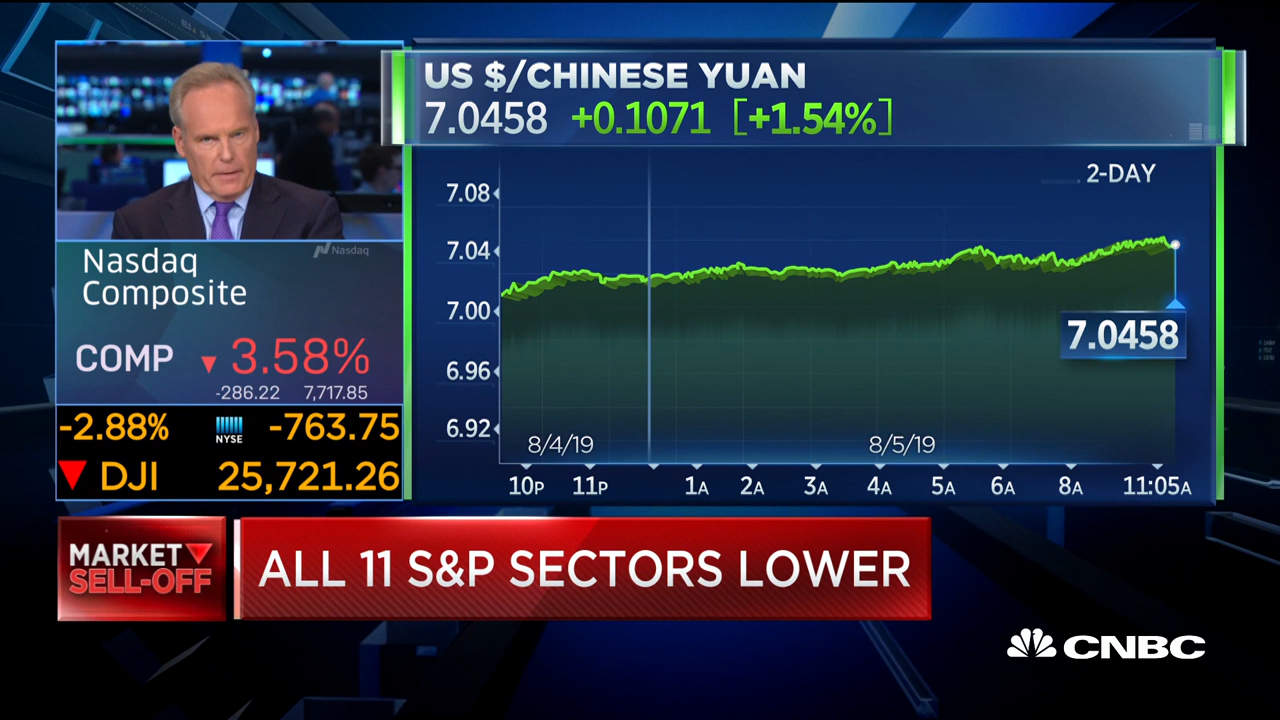 US $/CHINESE YUAN
7.0458 +0.1071 [+1.54%]
2-DAY
7.08
7.04
7.00
6.96
6.92
7.0458
8/4/19 8/5/19
10P 11P 1A 2A 3A 4A 5A 6A 8A 11:05A
Nasdaq
Nasdaq
Composite
COMP ▼ 3.58%
-286.22 7,717.85
-2.88% NYSE -763.75
▼ DJI 25,721.26
MARKET▼
SELL-OFF
ALL 11 S&P SECTORS LOWER
CNBC